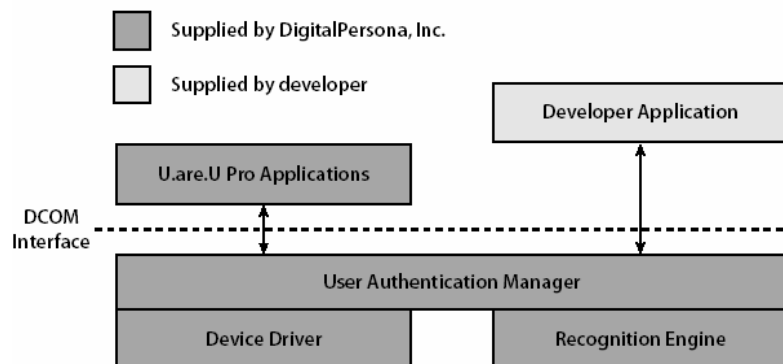 Supplied by DigitalPersona, Inc.
Supplied by developer
Developer Application
U.are.U Pro Applications
DCOM
Interface
User Authentication Manager
Device Driver
Recognition Engine